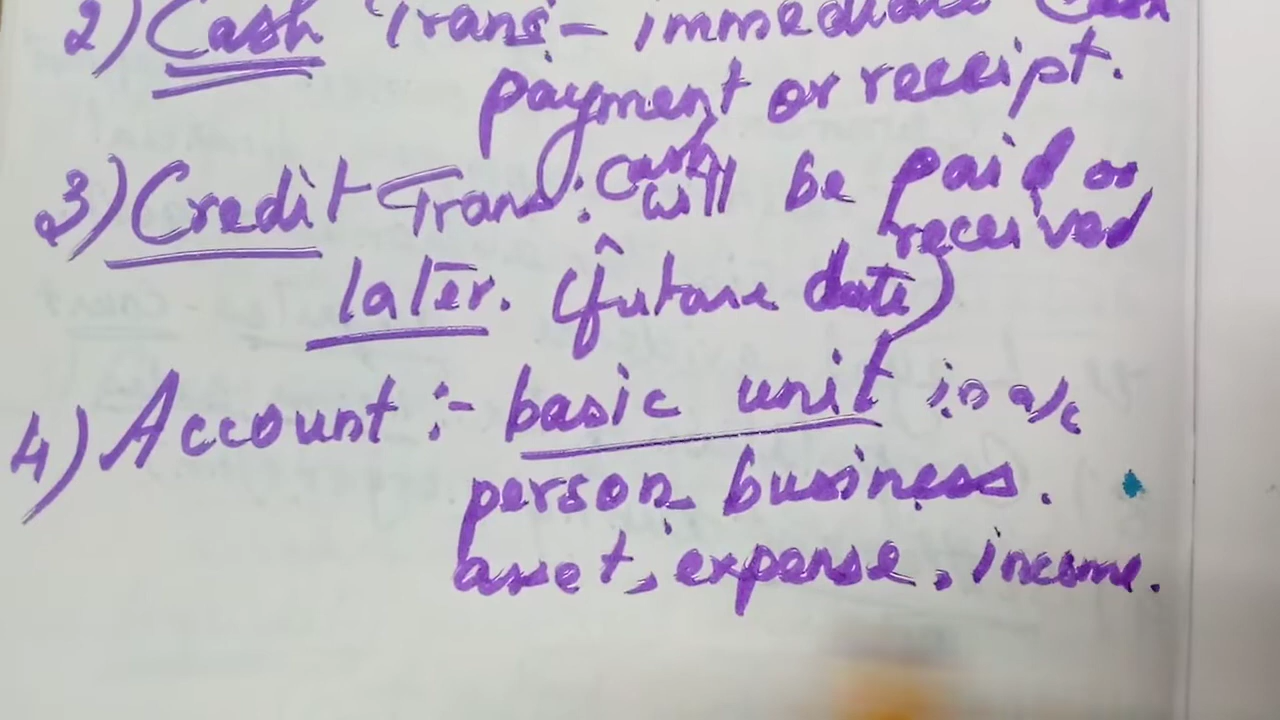 2) Cash Trans - immediate Cash
payment or receipt.
3) Credit Trans : Cash will be paid or
received
later. (future date)
4) Account :- basic unit in a/c
person business.
asset, expense, income.